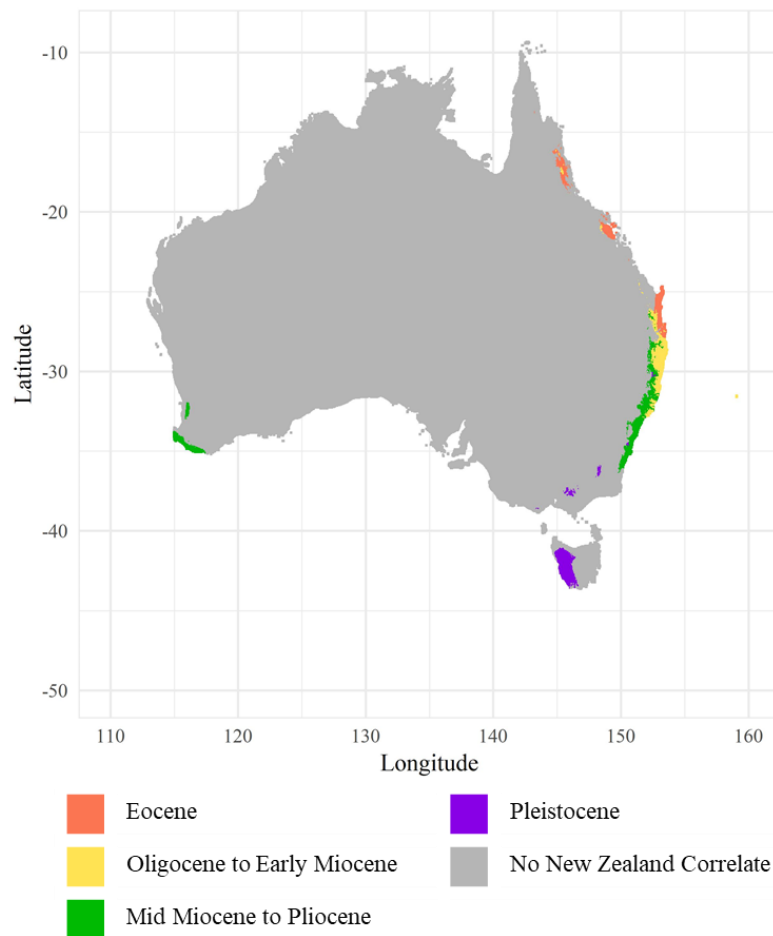 -10
-20
-30
-40
-50
Latitude
110 120 130 140 150 160
Longitude
Eocene
Oligocene to Early Miocene
Mid Miocene to Pliocene
Pleistocene
No New Zealand Correlate